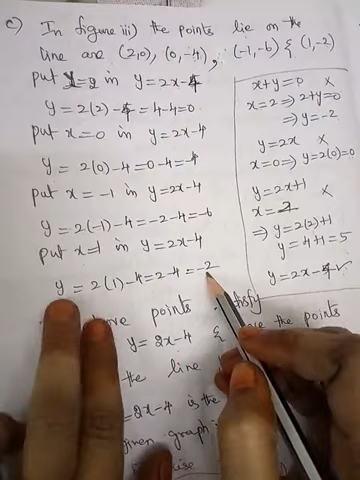 c) In figure iii) the points lie on the
line are (2,0), (0,-4), (-1,-6) & (1,-2)
put x=2 in y=2x-4
y = 2(2)-4=4-4=0
put x=0 in y=2x-4
y = 2(0)-4=0-4=-4
put x = -1 in y=2x-4
y = 2(-1)-4=-2-4=-6
put x=1 in y=2x-4
y = 2(1)-4=2-4=-2
points
y = 2x-4 & the points
the line
=2x-4 is the
given graph
x+y=0 ×
x=2 ⇒ 2+y=0
⇒ y=-2
y=2x ×
x=0 ⇒ y=2(0)=0
y=2x+1 ×
x=2
⇒ y=2(2)+1
y=4+1=5
y=2x-4 ✓